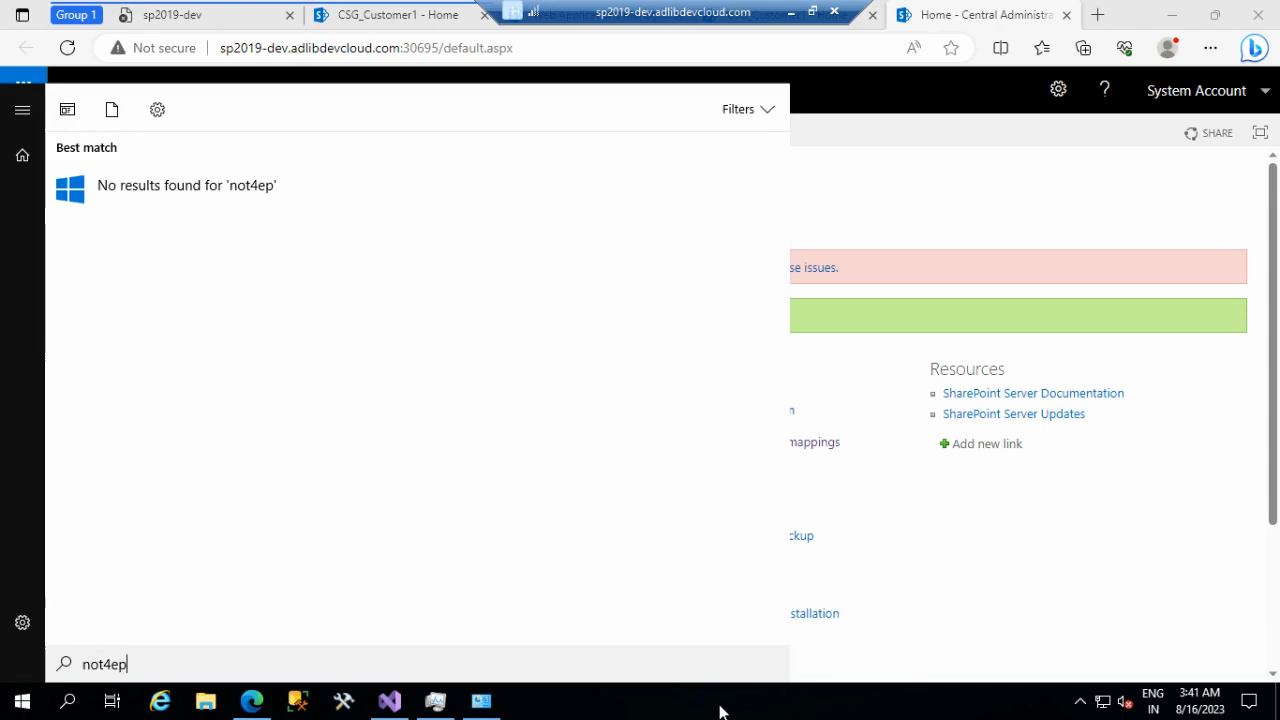 Group 1
sp2019-dev
CSG_Customer1 - Home
sp2019-dev.adlibdevcloud.com
Home - Central Administra
Not secure
sp2019-dev.adlibdevcloud.com:30695/default.aspx
System Account
Filters
SHARE
Best match
No results found for 'not4ep'
se issues.
Resources
SharePoint Server Documentation
SharePoint Server Updates
Add new link
n
mappings
ckup
stallation
not4ep
ENG
IN
3:41 AM
8/16/2023